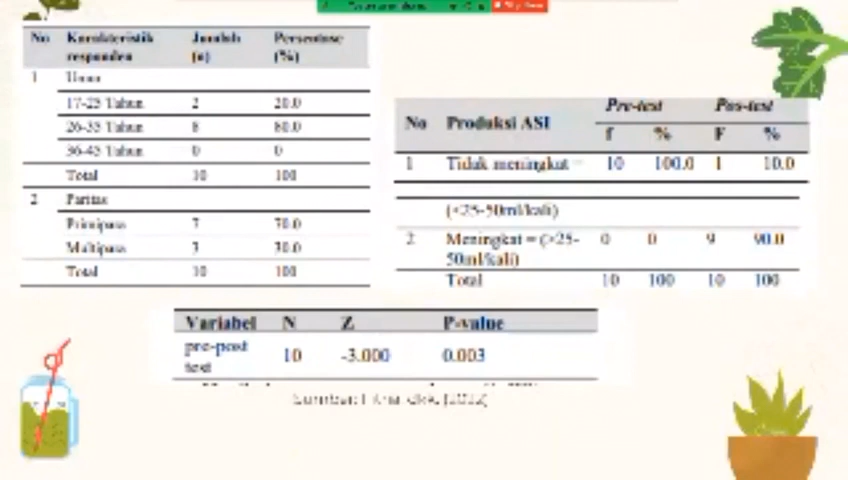 No Karakteristik responden Jumlah (n) Persentase (%)
1 Umur
17-25 Tahun 2 20.0
26-35 Tahun 8 80.0
36-45 Tahun 0 0
Total 10 100
2 Paritas
Primipara 7 70.0
Multipara 3 30.0
Total 10 100
No Produksi ASI Pre-test Pos-test
f % F %
1 Tidak meningkat = 10 100.0 1 10.0
(<25-50ml/kali)
2 Meningkat = (>25- 0 0 9 90.0
50ml/kali)
Total 10 100 10 100
Variabel N Z P-value
pre-post 10 -3.000 0.003
test
Sumber: dkk,